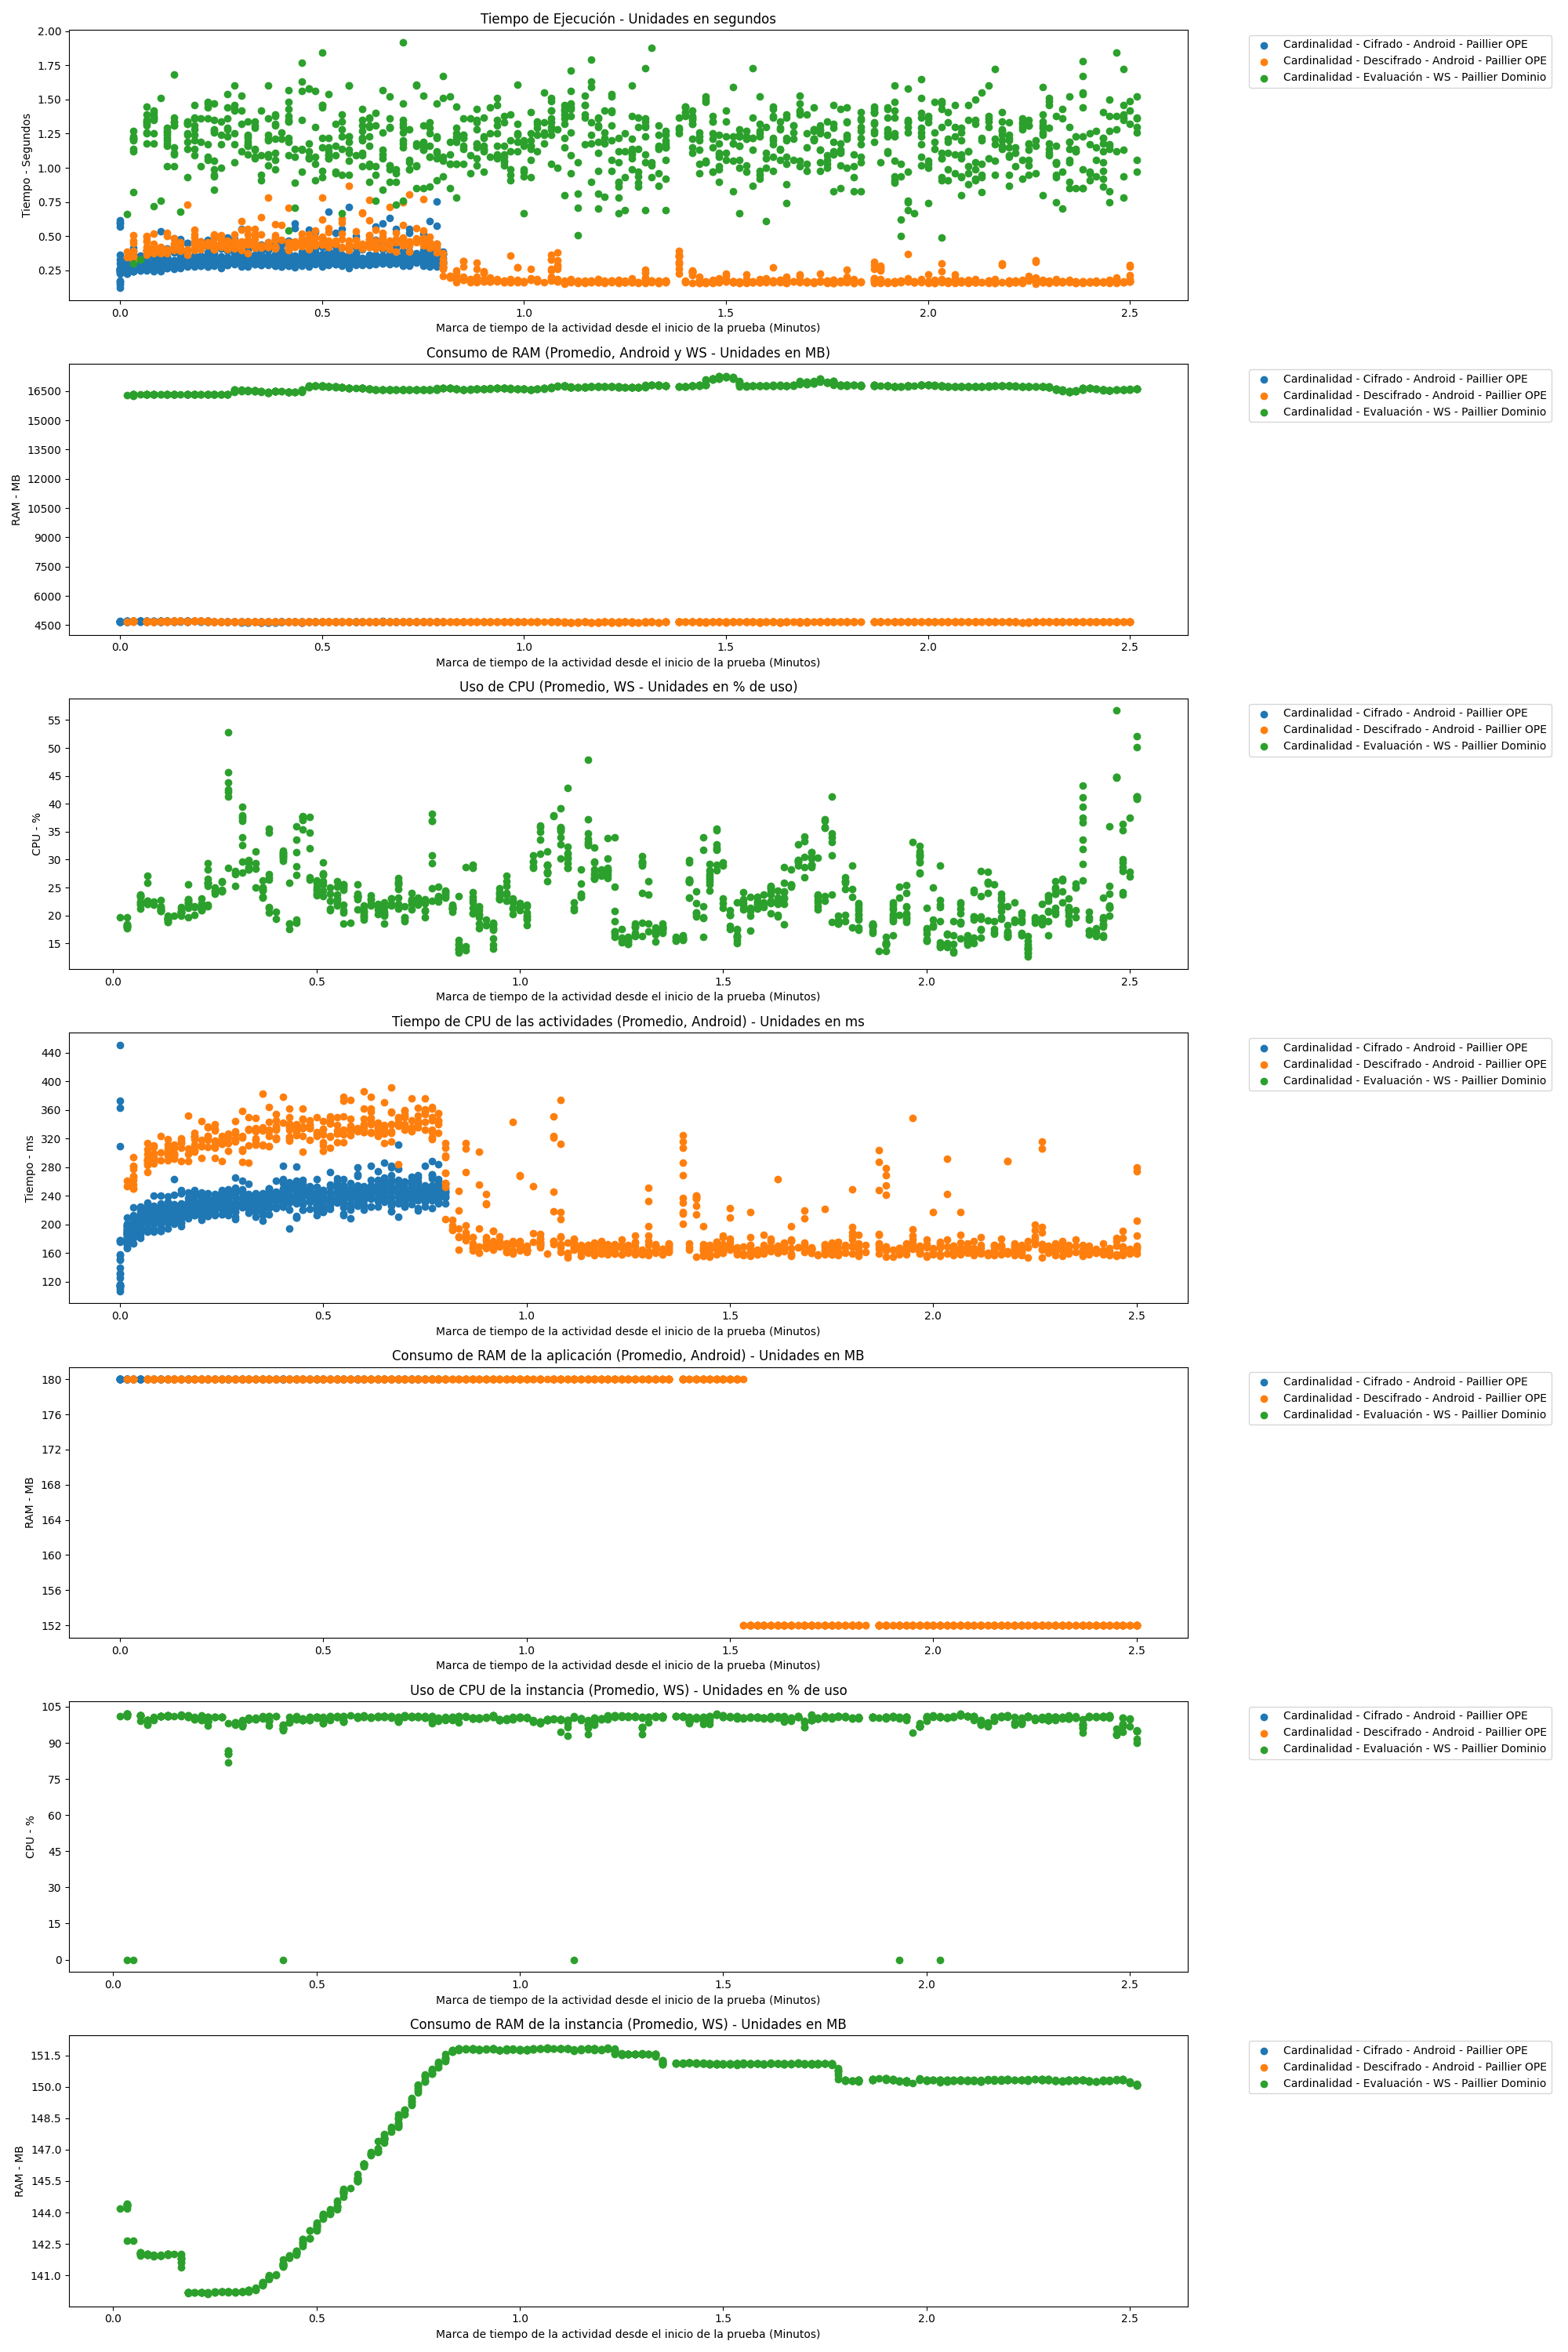 Tiempo de Ejecución - Unidades en segundos
2.00
1.75
1.50
1.25
1.00
0.75
0.50
0.25
Tiempo - Segundos
0.0 0.5 1.0 1.5 2.0 2.5
Marca de tiempo de la actividad desde el inicio de la prueba (Minutos)
Cardinalidad - Cifrado - Android - Paillier OPE
Cardinalidad - Descifrado - Android - Paillier OPE
Cardinalidad - Evaluación - WS - Paillier Dominio
Consumo de RAM (Promedio, Android y WS - Unidades en MB)
16500
15000
13500
12000
10500
9000
7500
6000
4500
RAM - MB
0.0 0.5 1.0 1.5 2.0 2.5
Marca de tiempo de la actividad desde el inicio de la prueba (Minutos)
Cardinalidad - Cifrado - Android - Paillier OPE
Cardinalidad - Descifrado - Android - Paillier OPE
Cardinalidad - Evaluación - WS - Paillier Dominio
Uso de CPU (Promedio, WS - Unidades en % de uso)
55
50
45
40
35
30
25
20
15
CPU - %
0.0 0.5 1.0 1.5 2.0 2.5
Marca de tiempo de la actividad desde el inicio de la prueba (Minutos)
Cardinalidad - Cifrado - Android - Paillier OPE
Cardinalidad - Descifrado - Android - Paillier OPE
Cardinalidad - Evaluación - WS - Paillier Dominio
Tiempo de CPU de las actividades (Promedio, Android) - Unidades en ms
440
400
360
320
280
240
200
160
120
Tiempo - ms
0.0 0.5 1.0 1.5 2.0 2.5
Marca de tiempo de la actividad desde el inicio de la prueba (Minutos)
Cardinalidad - Cifrado - Android - Paillier OPE
Cardinalidad - Descifrado - Android - Paillier OPE
Cardinalidad - Evaluación - WS - Paillier Dominio
Consumo de RAM de la aplicación (Promedio, Android) - Unidades en MB
180
176
172
168
164
160
156
152
RAM - MB
0.0 0.5 1.0 1.5 2.0 2.5
Marca de tiempo de la actividad desde el inicio de la prueba (Minutos)
Cardinalidad - Cifrado - Android - Paillier OPE
Cardinalidad - Descifrado - Android - Paillier OPE
Cardinalidad - Evaluación - WS - Paillier Dominio
Uso de CPU de la instancia (Promedio, WS) - Unidades en % de uso
105
90
75
60
45
30
15
0
CPU - %
0.0 0.5 1.0 1.5 2.0 2.5
Marca de tiempo de la actividad desde el inicio de la prueba (Minutos)
Cardinalidad - Cifrado - Android - Paillier OPE
Cardinalidad - Descifrado - Android - Paillier OPE
Cardinalidad - Evaluación - WS - Paillier Dominio
Consumo de RAM de la instancia (Promedio, WS) - Unidades en MB
151.5
150.0
148.5
147.0
145.5
144.0
142.5
141.0
RAM - MB
0.0 0.5 1.0 1.5 2.0 2.5
Marca de tiempo de la actividad desde el inicio de la prueba (Minutos)
Cardinalidad - Cifrado - Android - Paillier OPE
Cardinalidad - Descifrado - Android - Paillier OPE
Cardinalidad - Evaluación - WS - Paillier Dominio